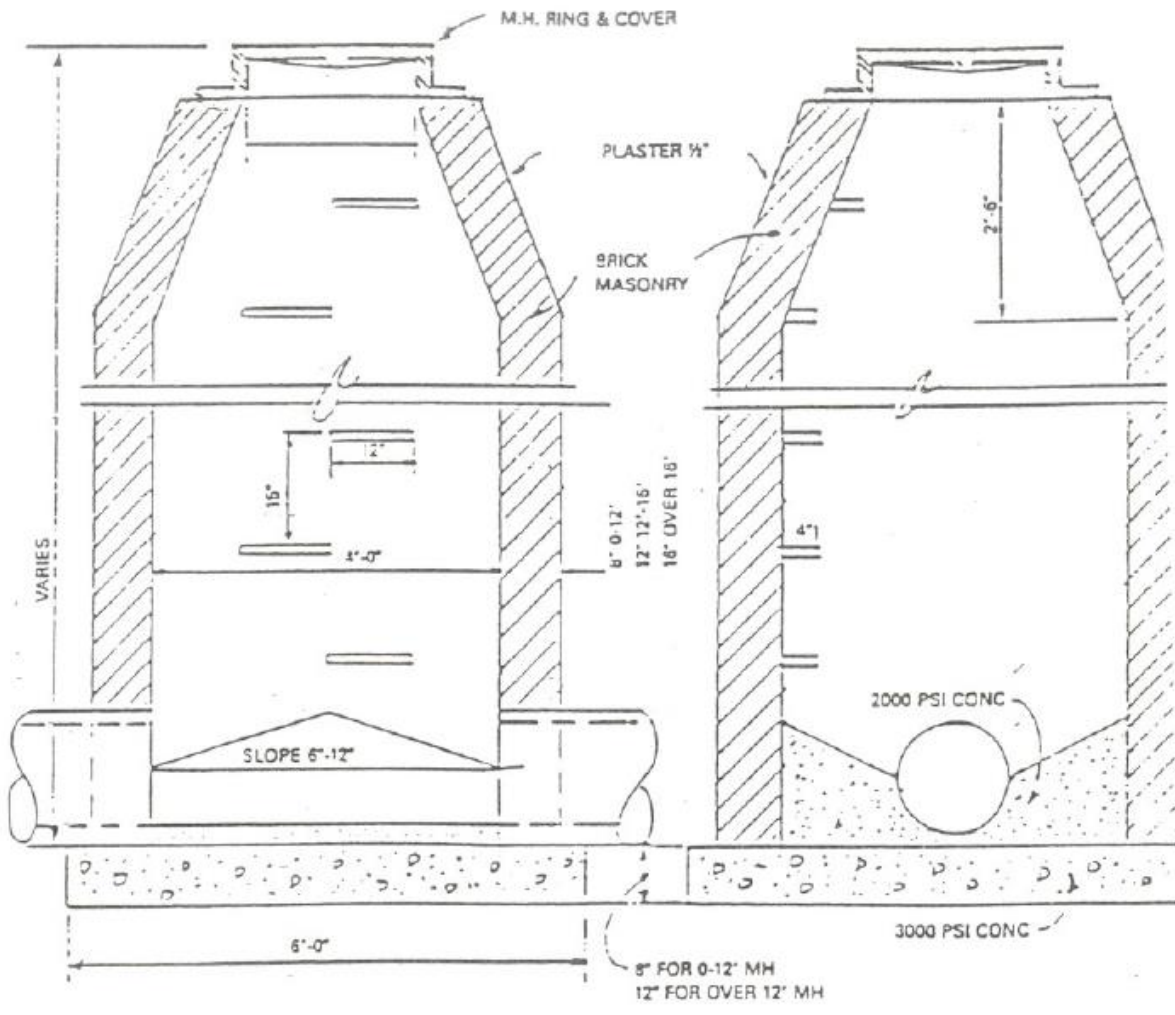 M.H. RING & COVER
PLASTER ½"
BRICK
MASONRY
2'-6"
12"
16"
4'-0"
VARIES
8" 0-12'
12" 12'-16'
16" OVER 16'
4"
2000 PSI CONC
SLOPE 6"-12"
3000 PSI CONC
6'-0"
8" FOR 0-12' MH
12" FOR OVER 12' MH